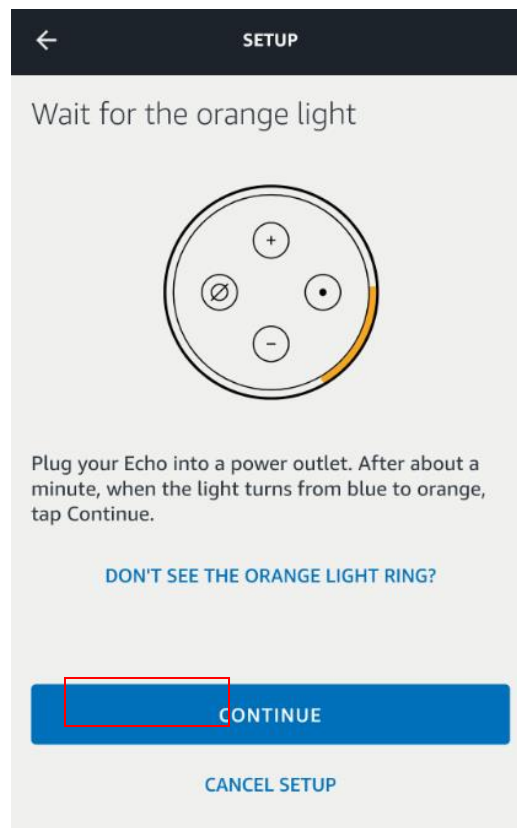 SETUP
Wait for the orange light
Plug your Echo into a power outlet. After about a
minute, when the light turns from blue to orange,
tap Continue.
DON'T SEE THE ORANGE LIGHT RING?
CONTINUE
CANCEL SETUP